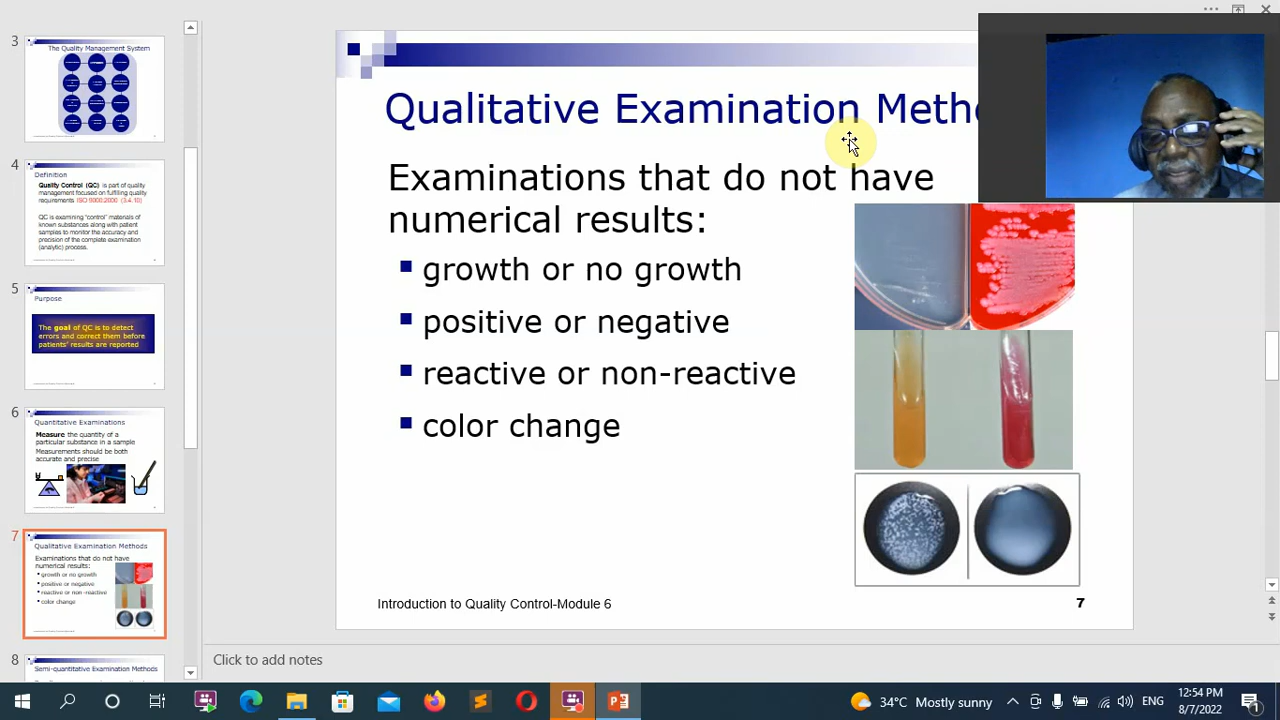 3
The Quality Management System
4
Definition
Quality Control (QC) is part of quality
management focused on fulfilling quality
requirements ISO 9000:2000 (3.4.10)
QC is examining "control" materials of
known substances along with patient
samples to monitor the accuracy and
precision of the complete examination
(analytic) process.
5
Purpose
The goal of QC is to detect
errors and correct them before
patients' results are reported
6
Quantitative Examinations
Measure the quantity of a
particular substance in a sample
Measurements should be both
accurate and precise
7
Qualitative Examination Methods
Examinations that do not have
numerical results:
growth or no growth
positive or negative
reactive or non-reactive
color change
8
Semi-quantitative Examination Methods
Qualitative Examination Meth
Examinations that do not have
numerical results:
growth or no growth
positive or negative
reactive or non-reactive
color change
Introduction to Quality Control-Module 6
7
Click to add notes
34°C Mostly sunny
ENG
12:54 PM
8/7/2022
1